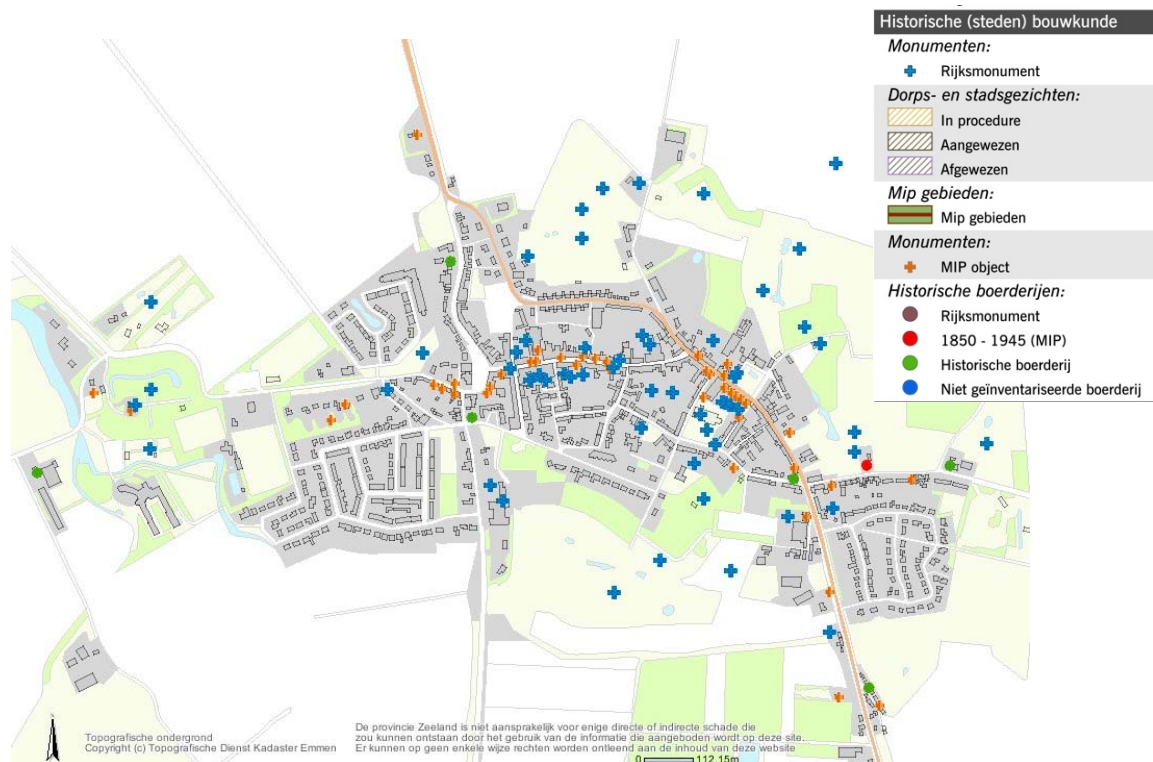 Historische (steden) bouwkunde
Monumenten:
Rijksmonument
Dorps- en stadsgezichten:
In procedure
Aangewezen
Afgewezen
Mip gebieden:
Mip gebieden
Monumenten:
MIP object
Historische boerderijen:
Rijksmonument
1850 - 1945 (MIP)
Historische boerderij
Niet geïnventariseerde boerderij
Topografische ondergrond
Copyright (c) Topografische Dienst Kadaster Emmen
De provincie Zeeland is niet aansprakelijk voor enige directe of indirecte schade die
zou kunnen ontstaan door het gebruik van de informatie die aangeboden wordt op deze site.
Er kunnen op geen enkele wijze rechten worden ontleend aan de inhoud van deze website
0 112.15m